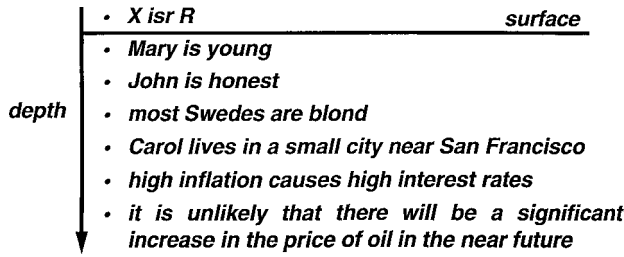 • X isr R surface
• Mary is young
• John is honest
depth • most Swedes are blond
• Carol lives in a small city near San Francisco
• high inflation causes high interest rates
• it is unlikely that there will be a significant
increase in the price of oil in the near future